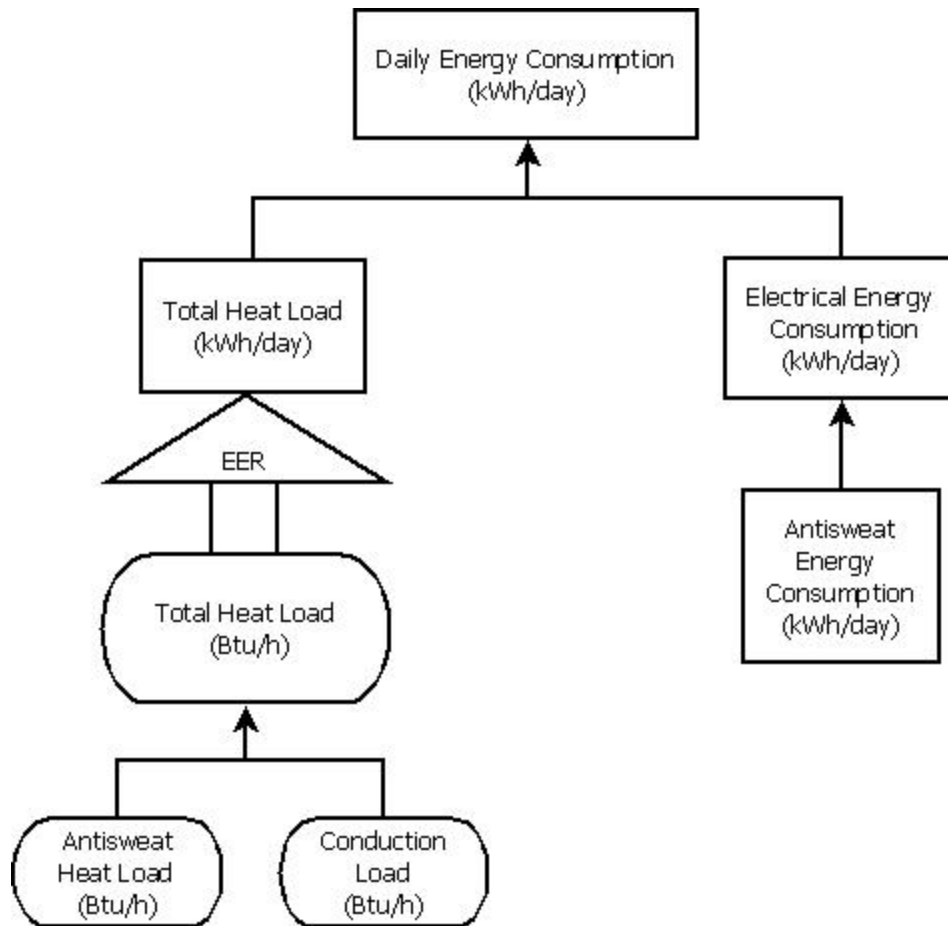 Daily Energy Consumption
(kWh/day)
Total Heat Load
(kWh/day)
Electrical Energy
Consumption
(kWh/day)
EER
Antisweat
Energy
Consumption
(kWh/day)
Total Heat Load
(Btu/h)
Antisweat
Heat Load
(Btu/h)
Conduction
Load
(Btu/h)